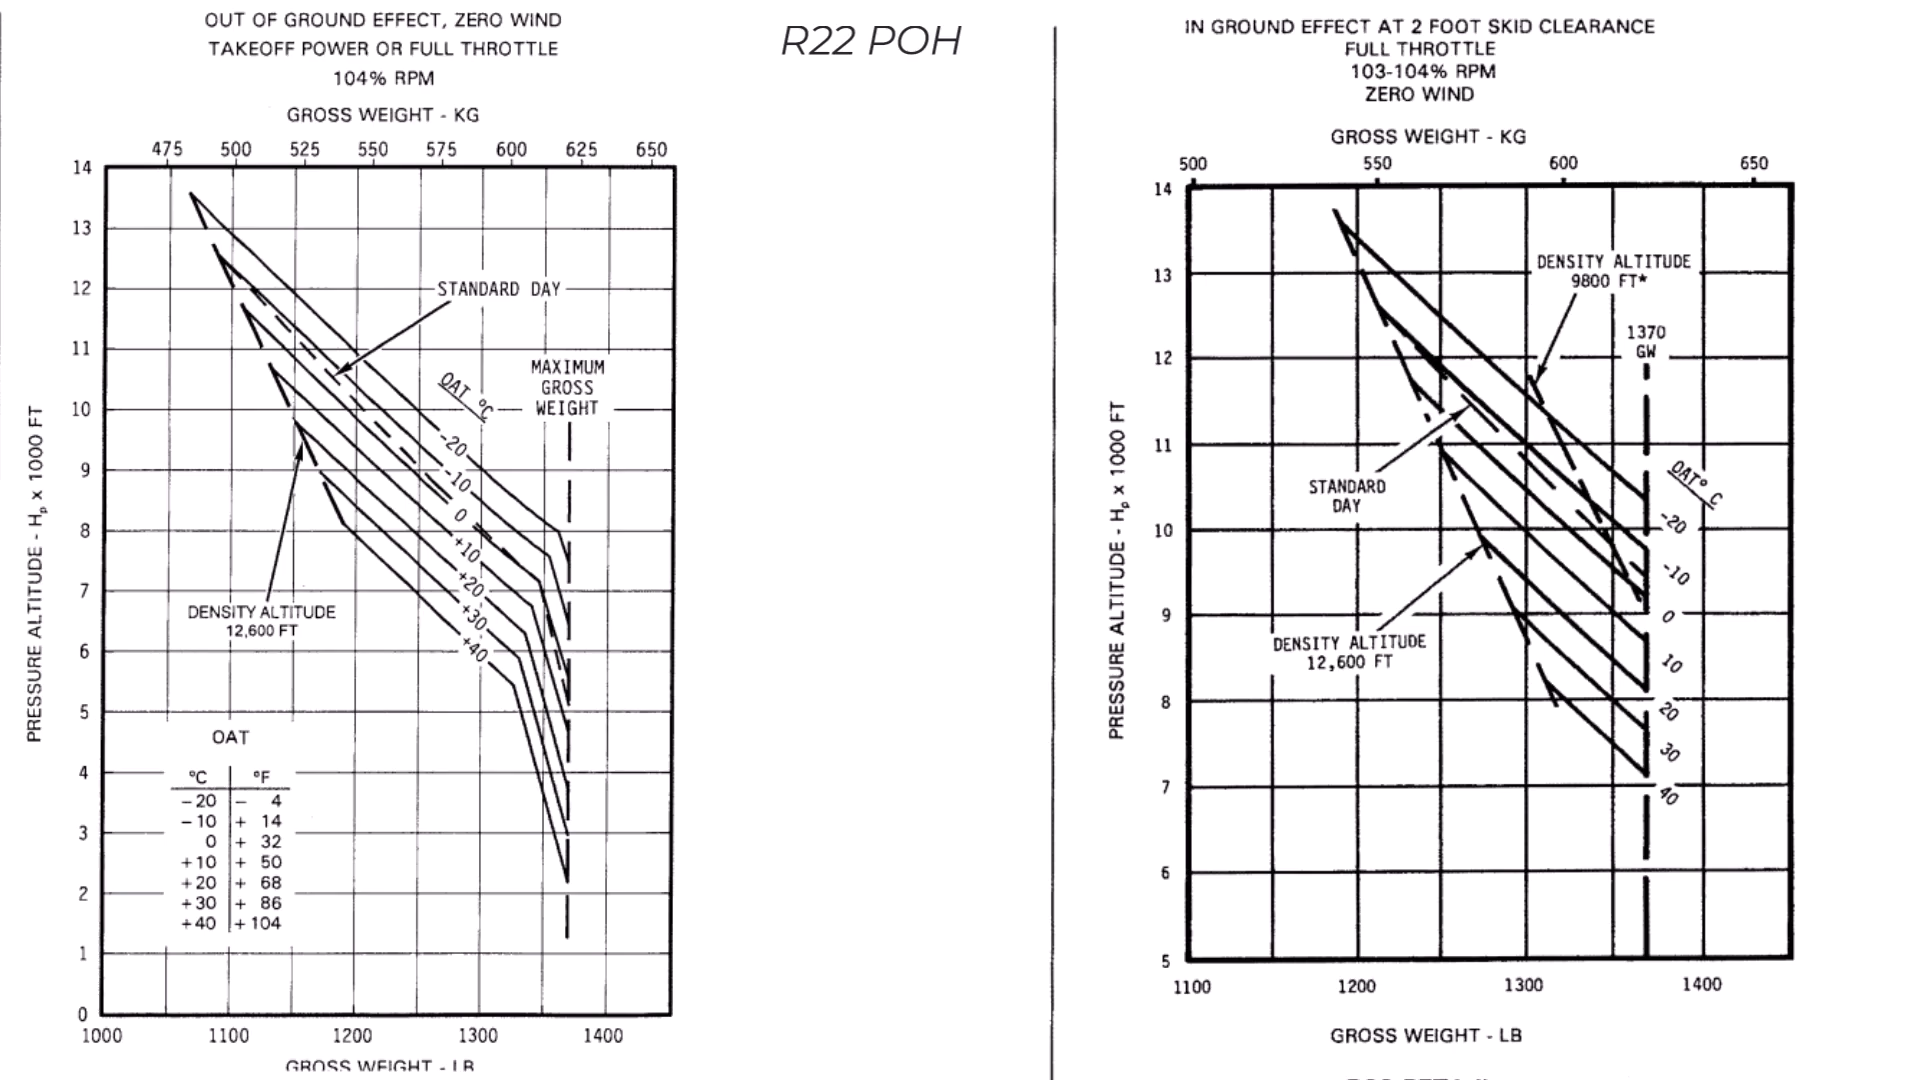 OUT OF GROUND EFFECT, ZERO WIND
TAKEOFF POWER OR FULL THROTTLE
104% RPM
GROSS WEIGHT - KG
475 500 525 550 575 600 625 650
14
13
12
11
10
9
8
7
6
5
4
3
2
1
0
PRESSURE ALTITUDE - Hp x 1000 FT
STANDARD DAY
MAXIMUM
GROSS
WEIGHT
OAT °C
-20
-10
0
+10
+20
+30
+40
DENSITY ALTITUDE
12,600 FT
OAT
°C °F
-20 - 4
-10 + 14
0 + 32
+10 + 50
+20 + 68
+30 + 86
+40 + 104
1000 1100 1200 1300 1400
GROSS WEIGHT - LB
R22 POH
IN GROUND EFFECT AT 2 FOOT SKID CLEARANCE
FULL THROTTLE
103-104% RPM
ZERO WIND
GROSS WEIGHT - KG
500 550 600 650
14
13
12
11
10
9
8
7
6
5
PRESSURE ALTITUDE - Hp x 1000 FT
DENSITY ALTITUDE
9800 FT*
1370
GW
STANDARD
DAY
OAT° C
-20
-10
0
10
20
30
40
DENSITY ALTITUDE
12,600 FT
1100 1200 1300 1400
GROSS WEIGHT - LB